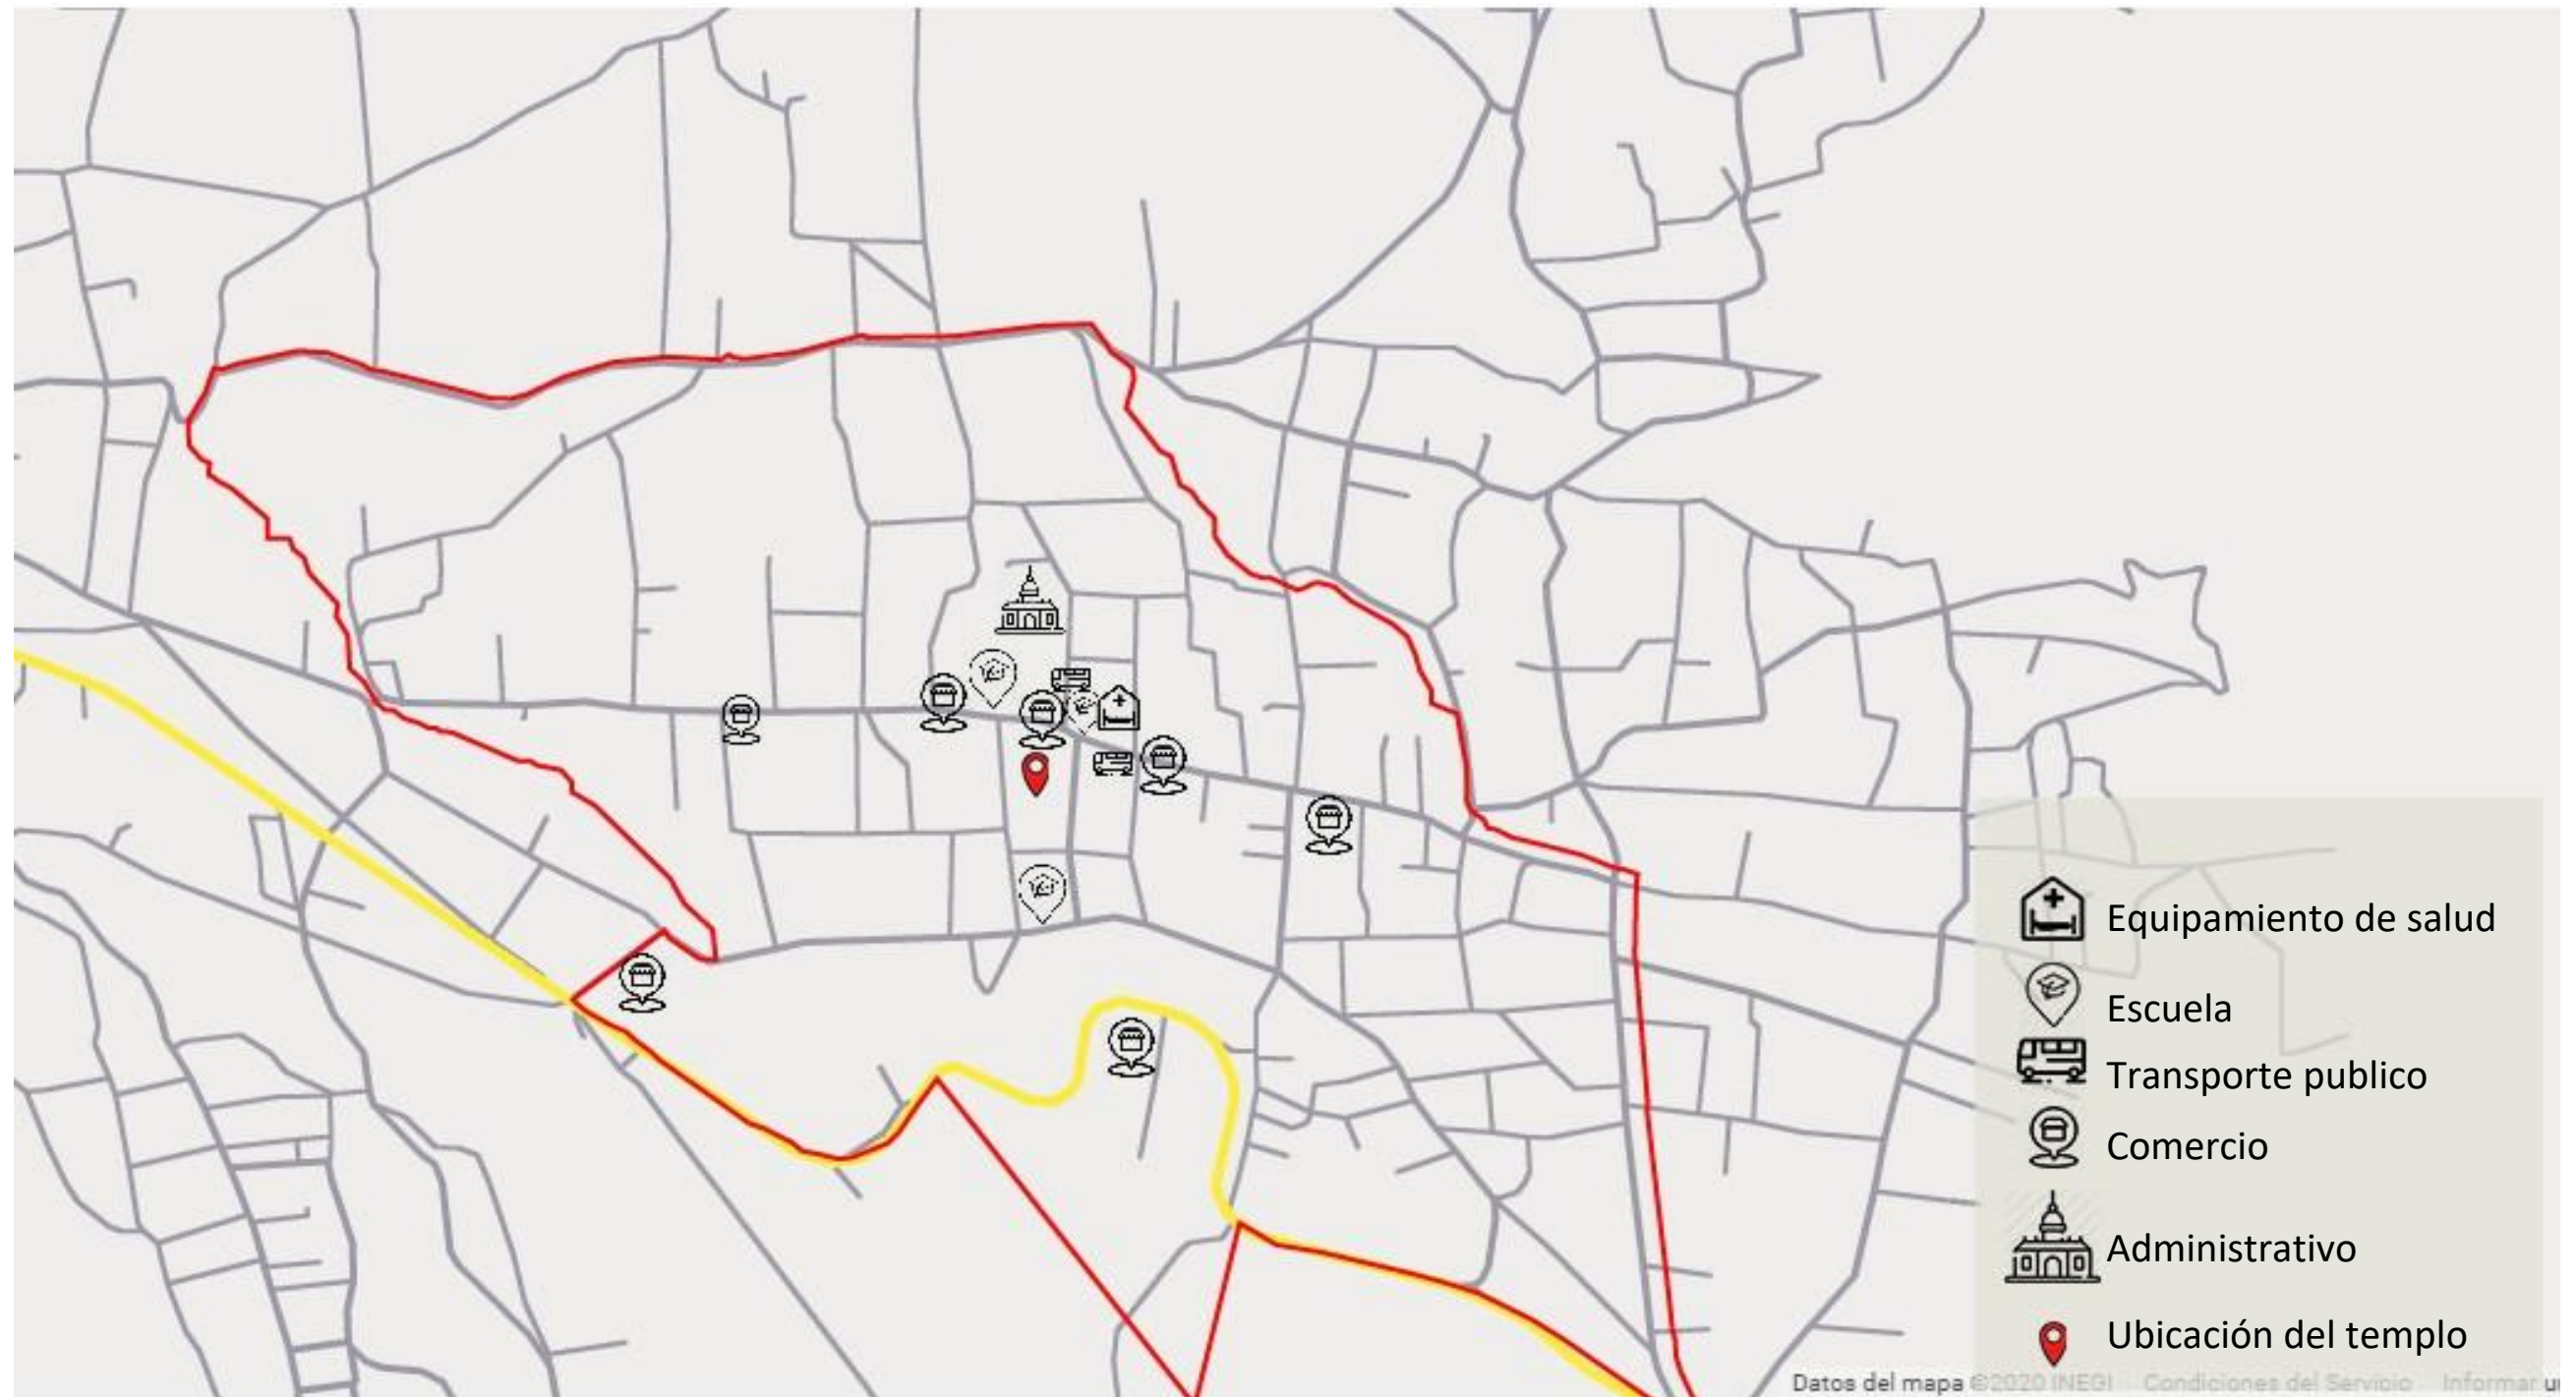 Equipamiento de salud
Escuela
Transporte publico
Comercio
Administrativo
Ubicación del templo
Datos del mapa ©2020 INEGI Condiciones del Servicio Informar u